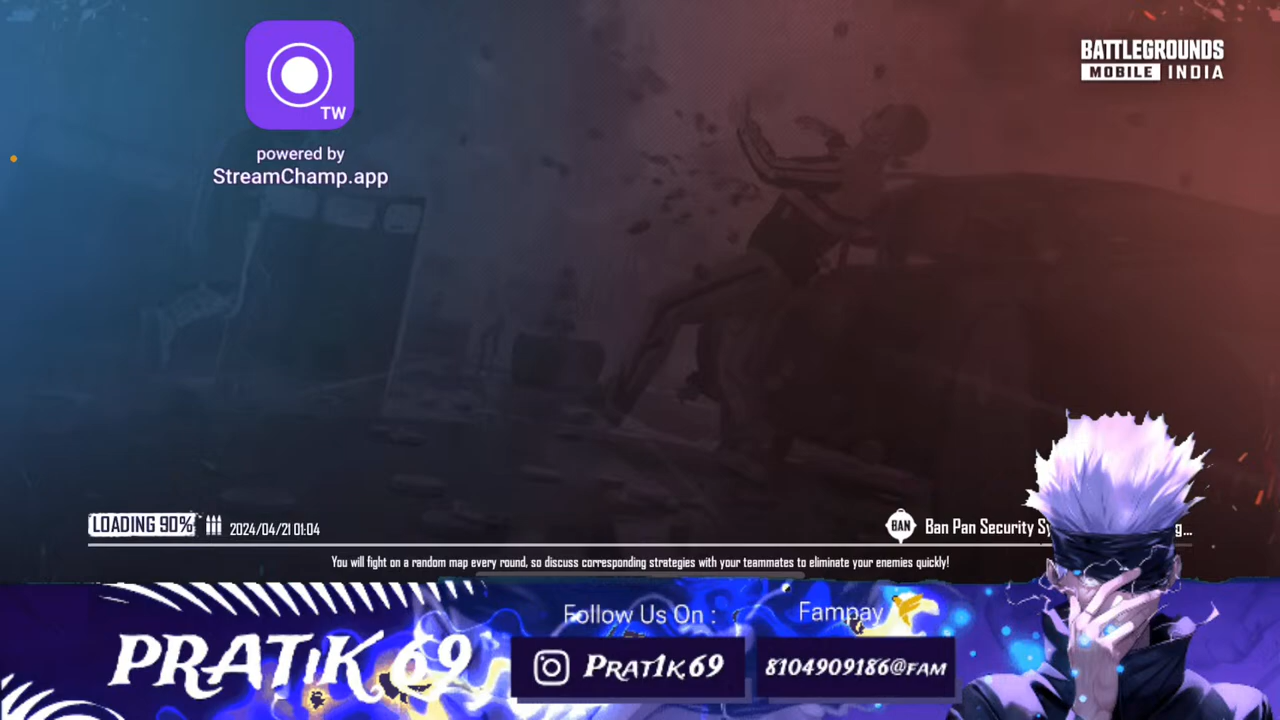 TW
powered by
StreamChamp.app
BATTLEGROUNDS
MOBILE INDIA
LOADING 90%
2024/04/21 01:04
BAN
Ban Pan Security
You will fight on a random map every round, so discuss corresponding strategies with your teammates to eliminate your enemies quickly!
PRATIK 69
Follow Us On :
PRAT1K69
Fampay
8104909186@FAM